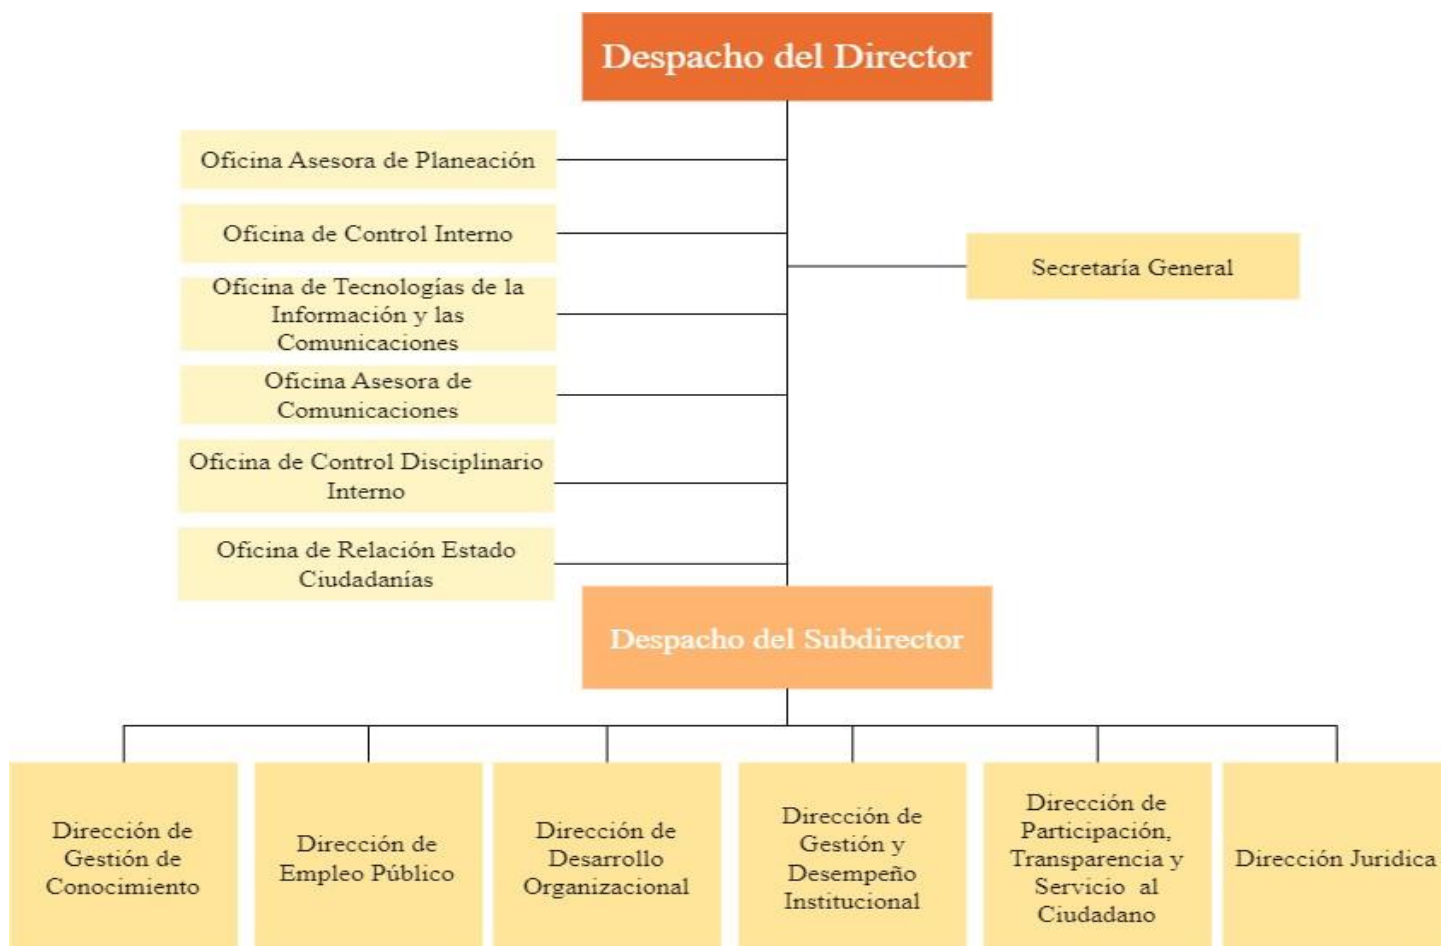 Despacho del Director
Oficina Asesora de Planeación
Oficina de Control Interno
Secretaría General
Oficina de Tecnologías de la
Información y las
Comunicaciones
Oficina Asesora de
Comunicaciones
Oficina de Control Disciplinario
Interno
Oficina de Relación Estado
Ciudadanías
Despacho del Subdirector
Dirección de
Gestión de
Conocimiento
Dirección de
Empleo Público
Dirección de
Desarrollo
Organizacional
Dirección de
Gestión y
Desempeño
Institucional
Dirección de
Participación,
Transparencia y
Servicio al
Ciudadano
Dirección Juridica